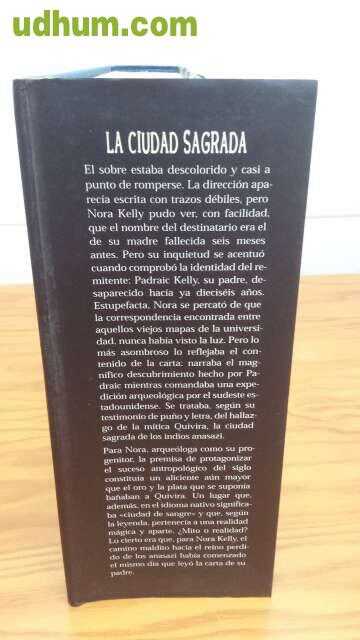 udhum.com
LA CIUDAD SAGRADA
El sobre estaba descolorido y casi a
punto de romperse. La dirección apa-
recía escrita con trazos débiles, pero
Nora Kelly pudo ver, con facilidad,
que el nombre del destinatario era el
de su madre fallecida seis meses
antes. Pero su inquietud se acentuó
cuando comprobó la identidad del re-
mitente: Padraic Kelly, su padre, de-
saparecido hacía ya dieciséis años.
Estupefacta, Nora se percató de que
la correspondencia encontrada entre
aquellos viejos mapas de la universi-
dad, nunca había visto la luz. Pero lo
más asombroso lo reflejaba el con-
tenido de la carta: narraba el mag-
nífico descubrimiento hecho por Pa-
draic mientras comandaba una expe-
dición arqueológica por el sudeste es-
tadounidense. Se trataba, según su
testimonio de puño y letra, del hallaz-
go de la mítica Quivira, la ciudad
sagrada de los indios anasazi.
Para Nora, arqueóloga como su pro-
genitor, la premisa de protagonizar
el suceso antropológico del siglo
constituía un aliciente aún mayor
que el oro y la plata que se suponía
bañaban a Quivira. Un lugar que,
además, en el idioma nativo significa-
ba «ciudad de sangre» y que, según
la leyenda, pertenecía a una realidad
mágica y aparte. ¿Mito o realidad?
Lo cierto era que, para Nora Kelly, el
camino maldito hacia el reino perdi-
do de los anasazi había comenzado
el mismo día que leyó la carta de su
padre.